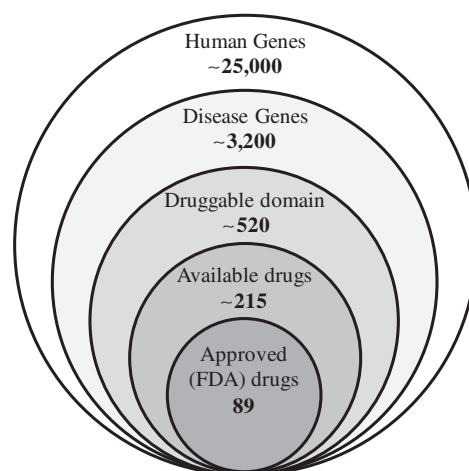 Human Genes
~25,000
Disease Genes
~3,200
Druggable domain
~520
Available drugs
~215
Approved
(FDA) drugs
89